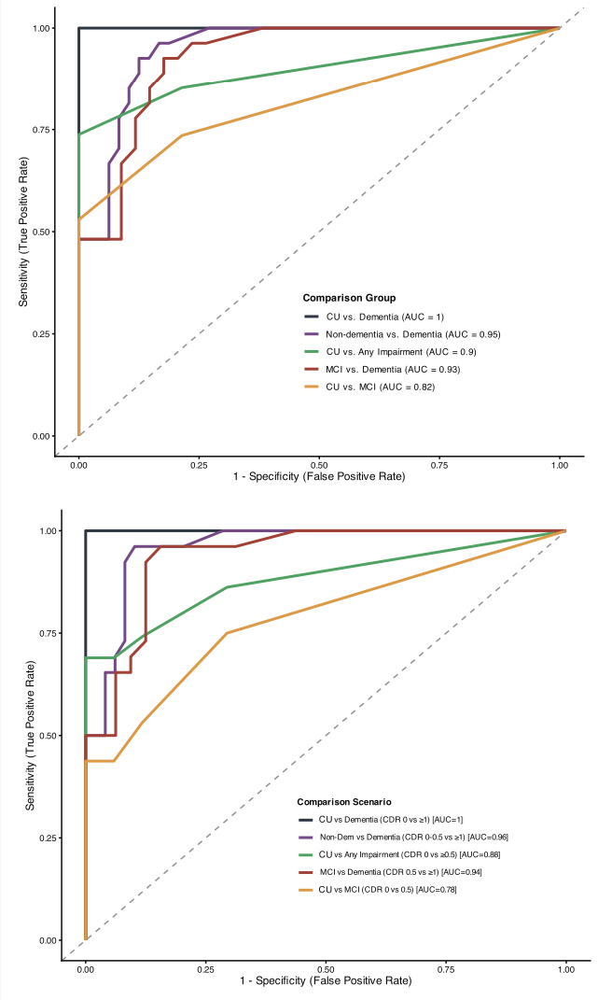 1.00
0.75
0.50
0.25
0.00
Sensitivity (True Positive Rate)
Comparison Group
CU vs. Dementia (AUC = 1)
Non-dementia vs. Dementia (AUC = 0.95)
CU vs. Any Impairment (AUC = 0.9)
MCI vs. Dementia (AUC = 0.93)
CU vs. MCI (AUC = 0.82)
0.00 0.25 0.50 0.75 1.00
1 - Specificity (False Positive Rate)
1.00
0.75
0.50
0.25
0.00
Sensitivity (True Positive Rate)
Comparison Scenario
CU vs Dementia (CDR 0 vs ≥1) [AUC=1]
Non-Dem vs Dementia (CDR 0-0.5 vs ≥1) [AUC=0.96]
CU vs Any Impairment (CDR 0 vs ≥0.5) [AUC=0.88]
MCI vs Dementia (CDR 0.5 vs ≥1) [AUC=0.94]
CU vs MCI (CDR 0 vs 0.5) [AUC=0.78]
0.00 0.25 0.50 0.75 1.00
1 - Specificity (False Positive Rate)